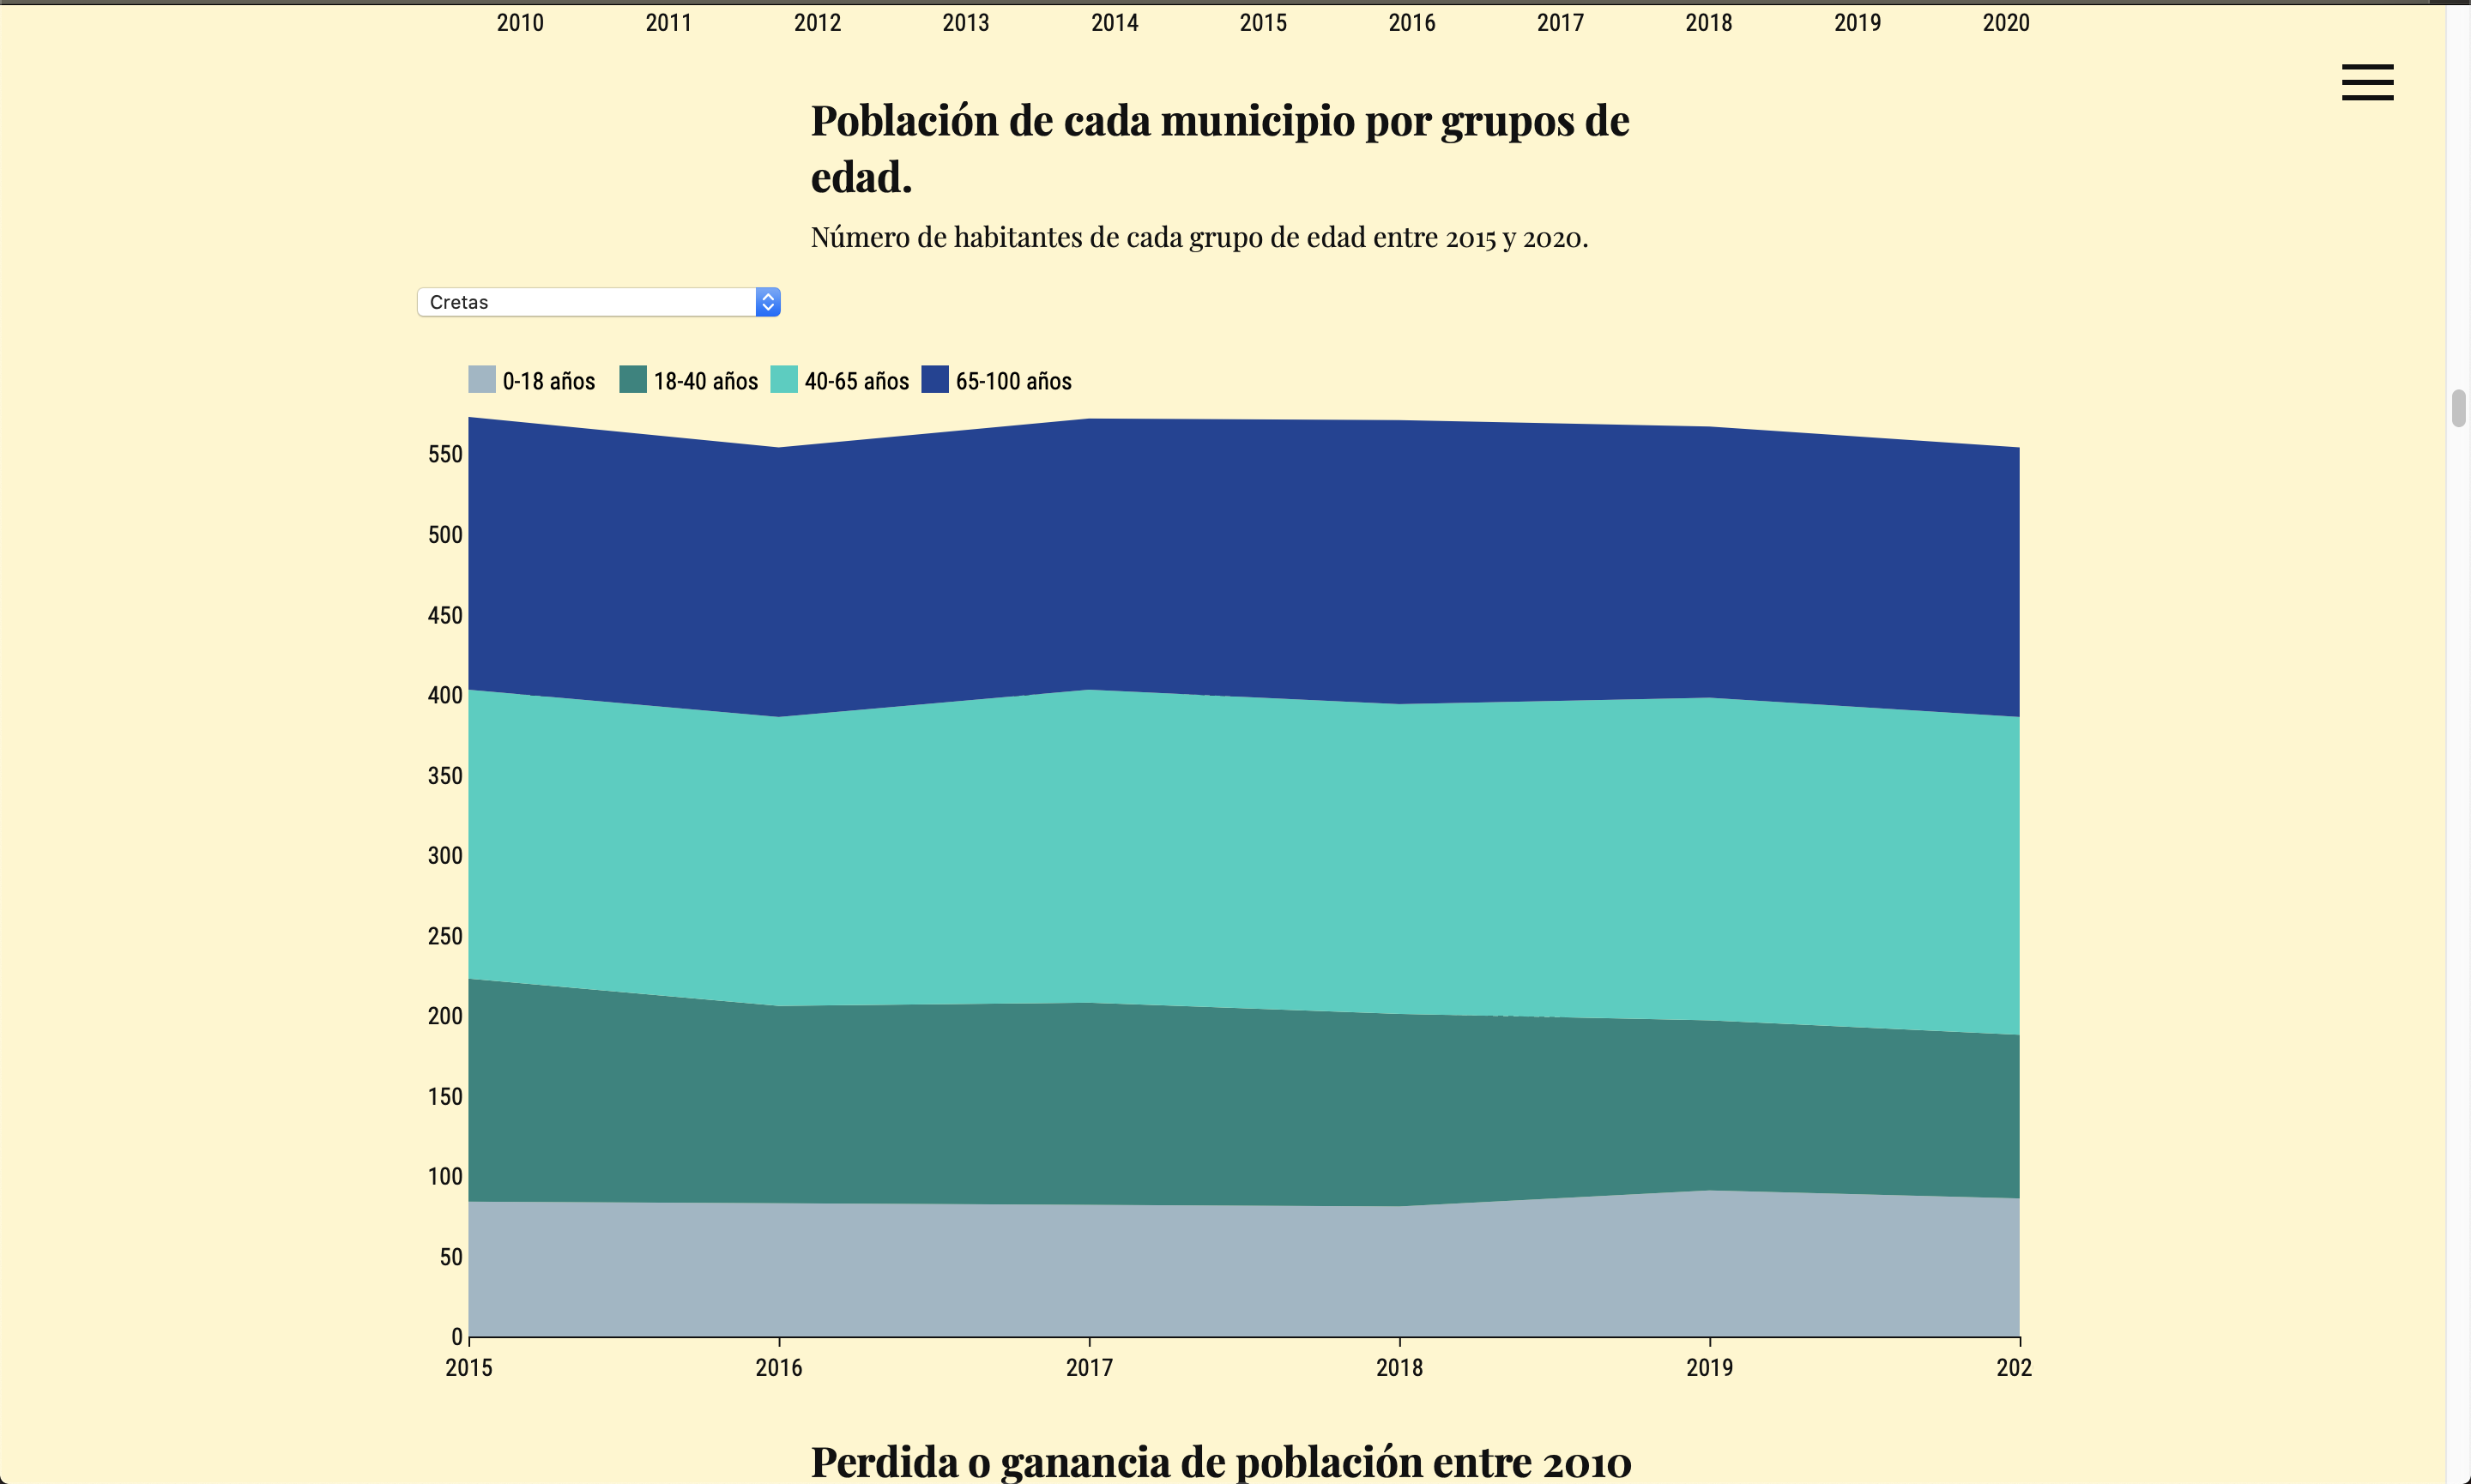 2010 2011 2012 2013 2014 2015 2016 2017 2018 2019 2020
Población de cada municipio por grupos de
edad.
Número de habitantes de cada grupo de edad entre 2015 y 2020.
Cretas
0-18 años 18-40 años 40-65 años 65-100 años
550
500
450
400
350
300
250
200
150
100
50
0
2015 2016 2017 2018 2019 202
Perdida o ganancia de población entre 2010